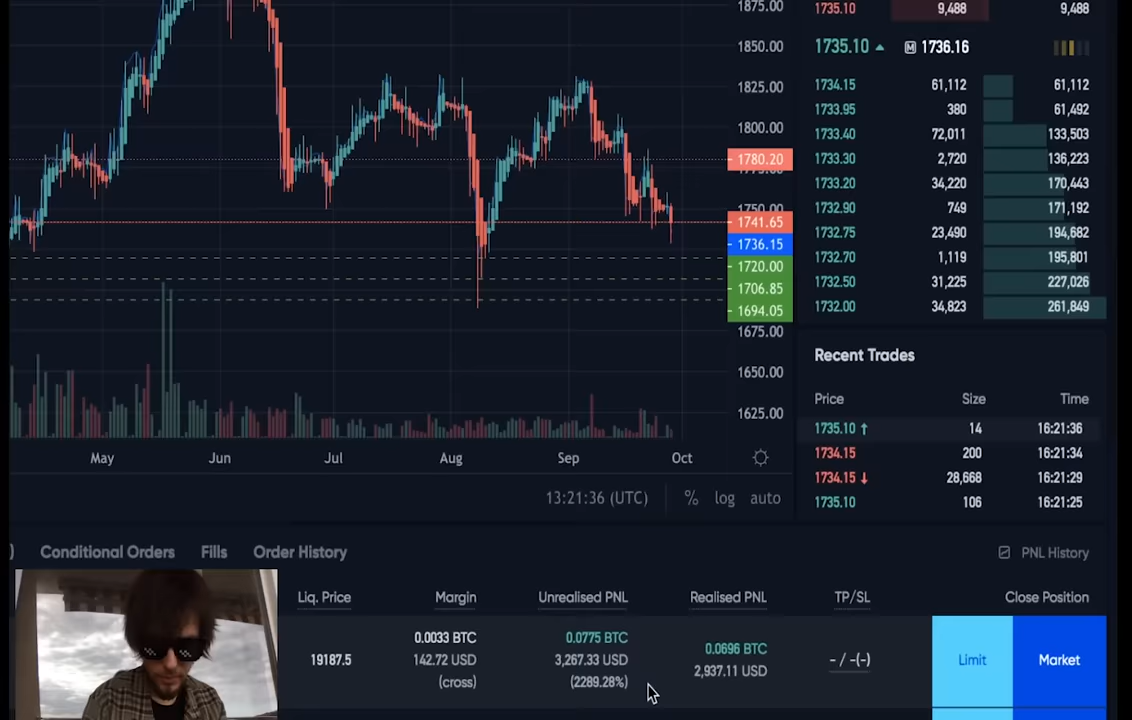 1875.00
1850.00
1825.00
1800.00
1780.20
1775.00
1750.00
1741.65
1736.15
1720.00
1706.85
1694.05
1675.00
1650.00
1625.00
May Jun Jul Aug Sep Oct
13:21:36 (UTC) % log auto
1735.10 9,488 9,488
1735.10 M 1736.16
1734.15 61,112 61,112
1733.95 380 61,492
1733.40 72,011 133,503
1733.30 2,720 136,223
1733.20 34,220 170,443
1732.90 749 171,192
1732.75 23,490 194,682
1732.70 1,119 195,801
1732.50 31,225 227,026
1732.00 34,823 261,849
Recent Trades
Price Size Time
1735.10 ↑ 14 16:21:36
1734.15 200 16:21:34
1734.15 ↓ 28,668 16:21:29
1735.10 106 16:21:25
) Conditional Orders Fills Order History PNL History
Liq. Price Margin Unrealised PNL Realised PNL TP/SL Close Position
0.0033 BTC 0.0775 BTC 0.0696 BTC
19187.5 142.72 USD 3,267.33 USD 2,937.11 USD - / -(-) Limit Market
(cross) (2289.28%)